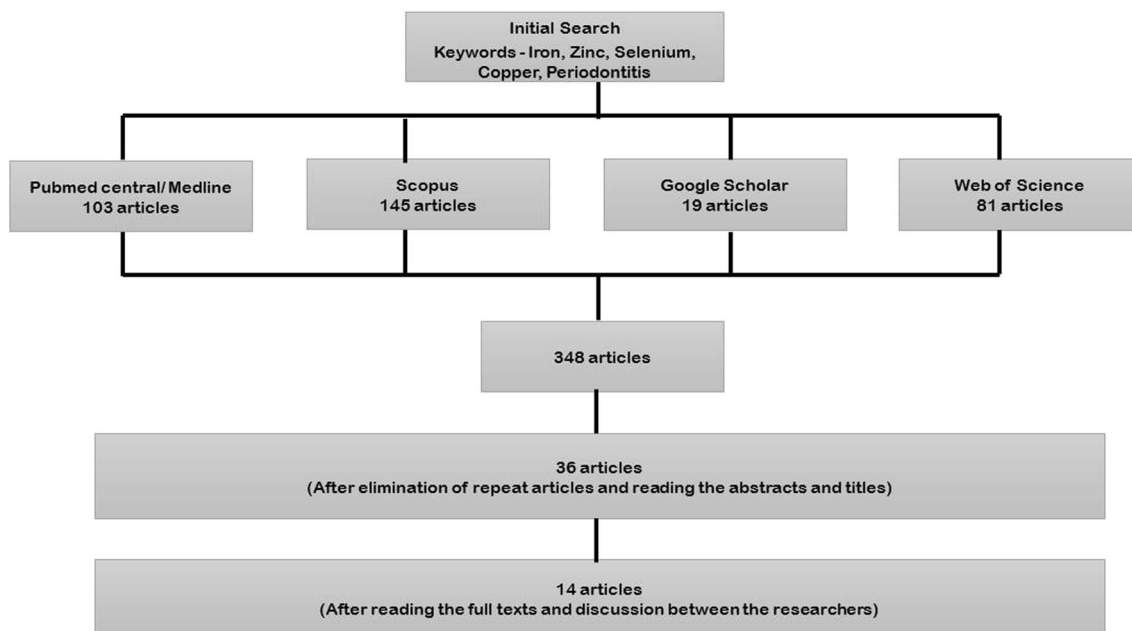 Initial Search
Keywords - Iron, Zinc, Selenium,
Copper, Periodontitis
Pubmed central/ Medline
103 articles
Scopus
145 articles
Google Scholar
19 articles
Web of Science
81 articles
348 articles
36 articles
(After elimination of repeat articles and reading the abstracts and titles)
14 articles
(After reading the full texts and discussion between the researchers)